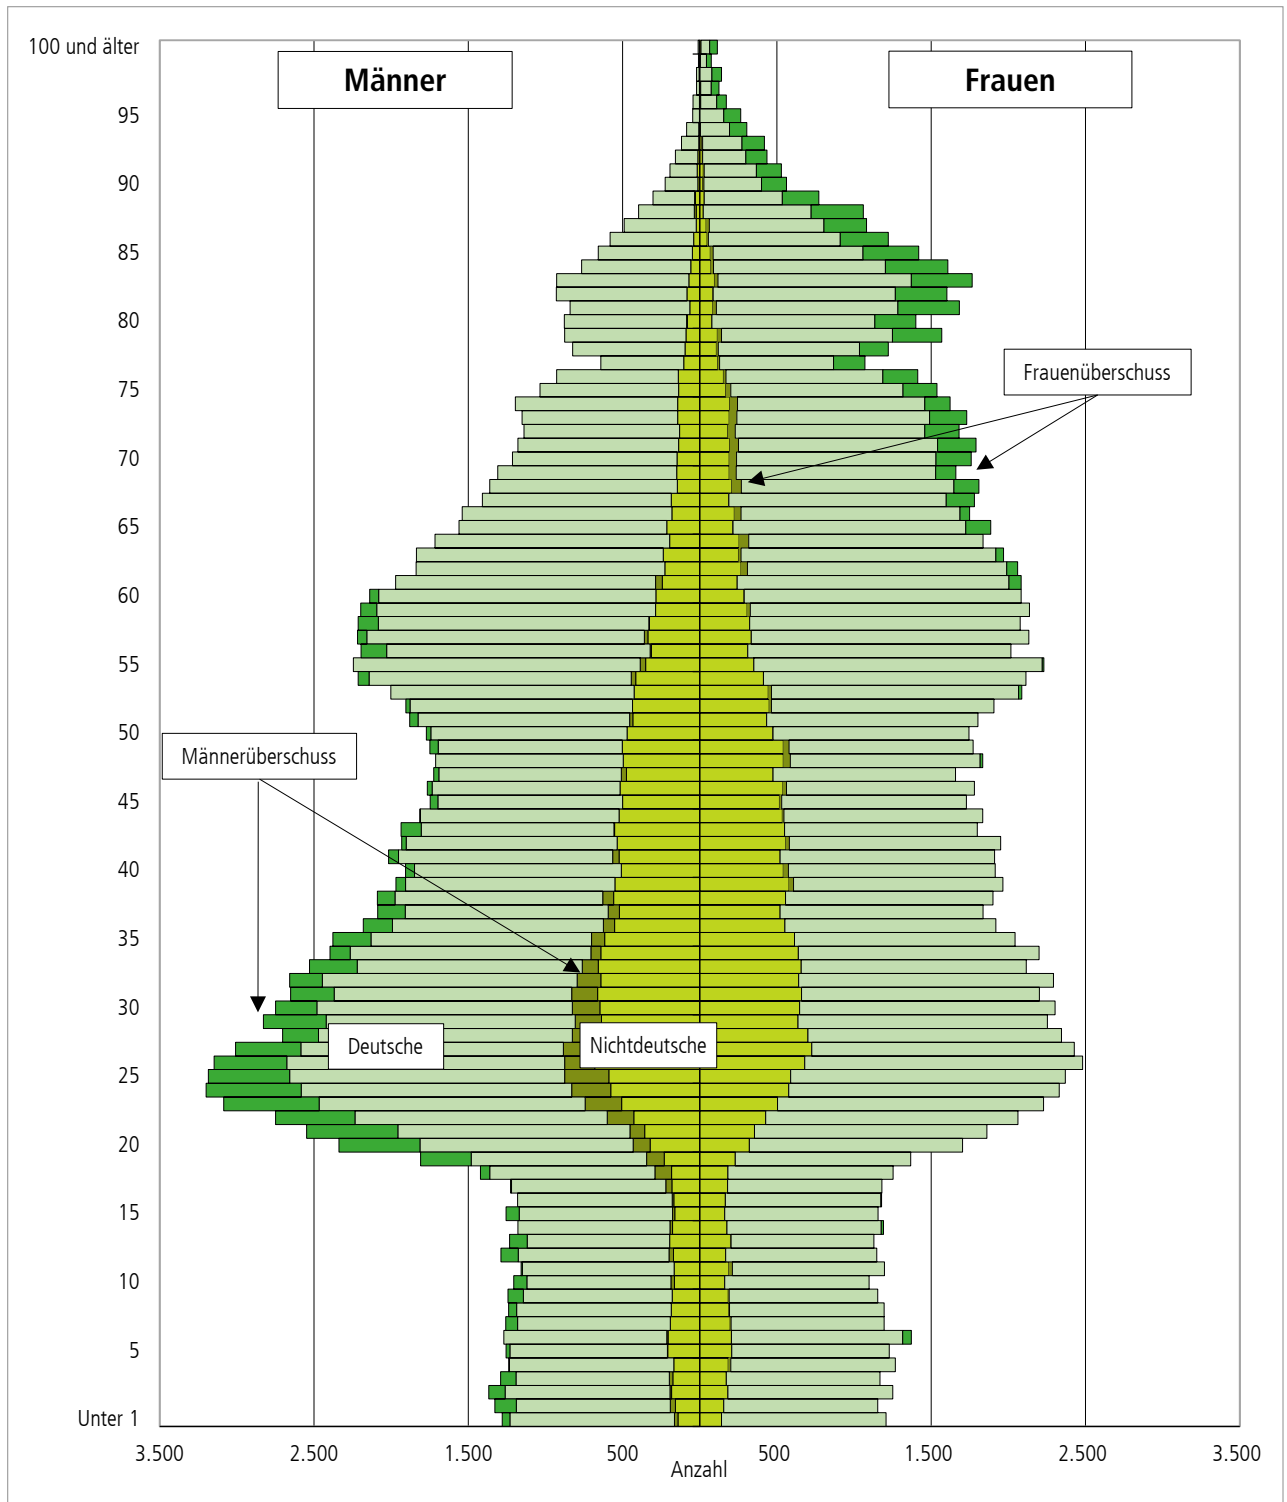 100 und älter
Männer
Frauen
95
90
85
80
Frauenüberschuss
75
70
65
60
55
50
Männerüberschuss
45
40
35
30
Deutsche
Nichtdeutsche
25
20
15
10
5
Unter 1
3.500 2.500 1.500 500 500 1.500 2.500 3.500
Anzahl